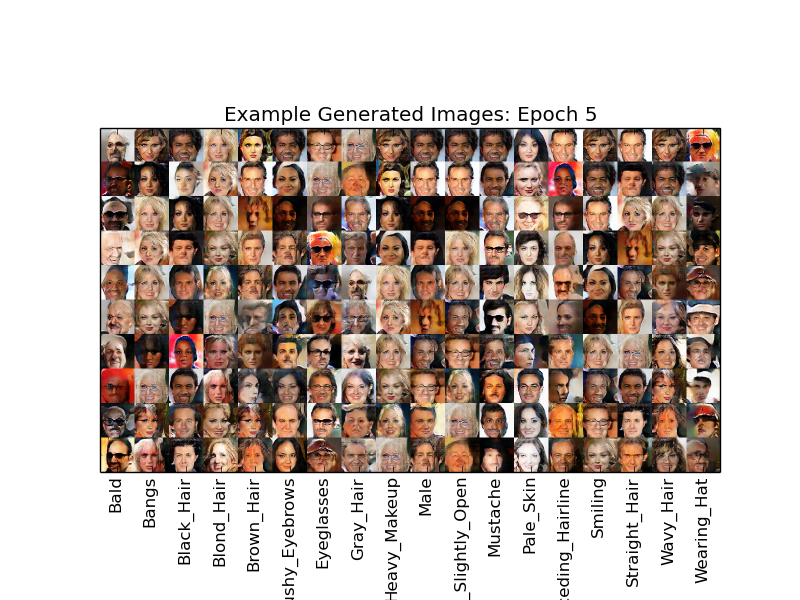 Example Generated Images: Epoch 5
Bald
Bangs
Black_Hair
Blond_Hair
Brown_Hair
ushy_Eyebrows
Eyeglasses
Gray_Hair
Heavy_Makeup
Male
_Slightly_Open
Mustache
Pale_Skin
ceding_Hairline
Smiling
Straight_Hair
Wavy_Hair
Wearing_Hat